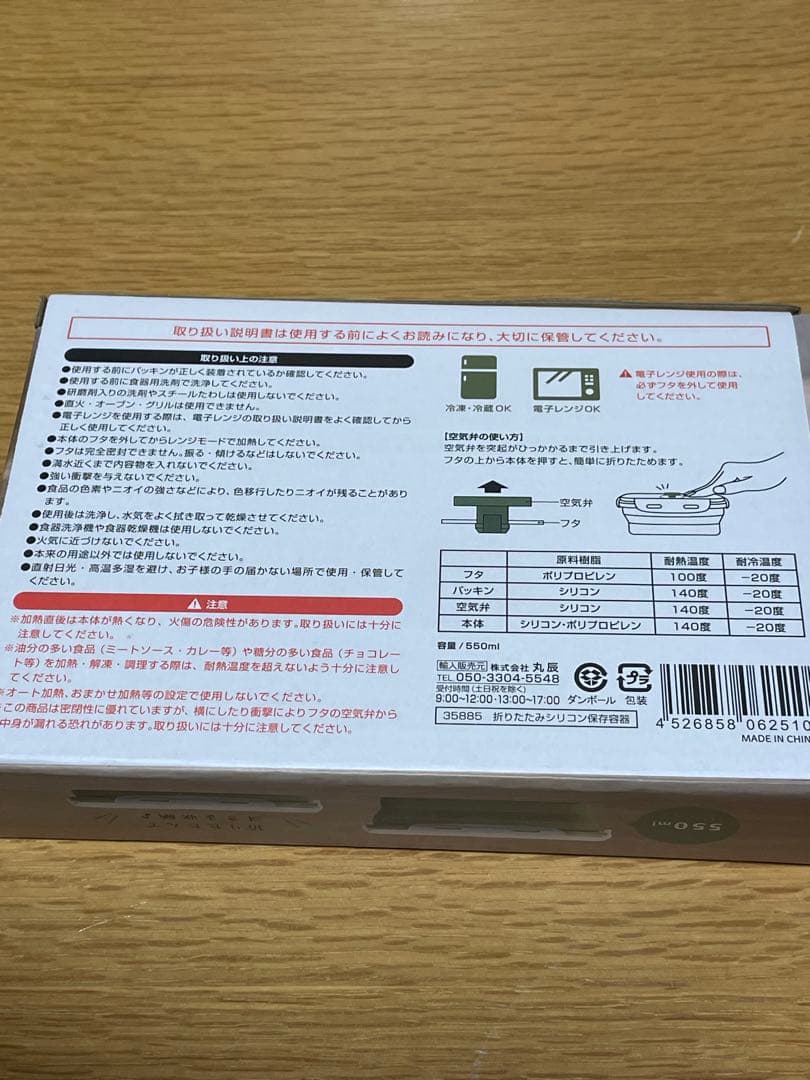 取り扱い説明書は使用する前によくお読みになり、大切に保管してください。
取り扱い上の注意
●使用する前にパッキンが正しく装着されているか確認してください。
●使用する前に食器用洗剤で洗浄してください。
●研磨剤入りの洗剤やスチールたわしは使用しないでください。
●直火・オーブン・グリルは使用できません。
●電子レンジを使用する際は、電子レンジの取り扱い説明書をよく確認してから
正しく使用してください。
●本体のフタを外してからレンジモードで加熱してください。
●フタは完全密封できません。振る・傾けるなどはしないでください。
●満水近くまで内容物を入れないでください。
●強い衝撃を与えないでください。
●食品の色素やニオイの強さなどにより、色移行したりニオイが残ることがあり
ます。
●使用後は洗浄し、水気をよく拭き取って乾燥させてください。
●食器洗浄機や食器乾燥機は使用しないでください。
●火気に近づけないでください。
●本来の用途以外では使用しないでください。
●直射日光・高温多湿を避け、お子様の手の届かない場所で使用・保管して
ください。
注意
※加熱直後は本体が熱くなり、火傷の危険性があります。取り扱いには十分に
注意してください。
※油分の多い食品(ミートソース・カレー等)や糖分の多い食品(チョコレー
ト等)を加熱・解凍・調理する際は、耐熱温度を超えないよう十分に注意し
てください。
※オート加熱、おまかせ加熱等の設定で使用しないでください。
※この商品は密閉性に優れていますが、横にしたり衝撃によりフタの空気弁から
中身が漏れる恐れがあります。取り扱いには十分に注意してください。
冷凍・冷蔵OK
電子レンジOK
電子レンジ使用の際は、
必ずフタを外して使用
してください。
【空気弁の使い方】
空気弁を突起がひっかかるまで引き上げます。
フタの上から本体を押すと、簡単に折りたためます。
空気弁
フタ
原料樹脂 耐熱温度 耐冷温度
フタ ポリプロピレン 100度 −20度
パッキン シリコン 140度 −20度
空気弁 シリコン 140度 −20度
本体 シリコン・ポリプロピレン 140度 −20度
容量/550ml
輸入販売元 株式会社 丸辰
TEL 050-3304-5548
受付時間(土日祝を除く)
9:00~12:00・13:00~17:00
ダンボール
プラ
包装
35885 折りたたみシリコン保存容器
4 526858 062510
MADE IN CHIN
折りたたんで
550ml